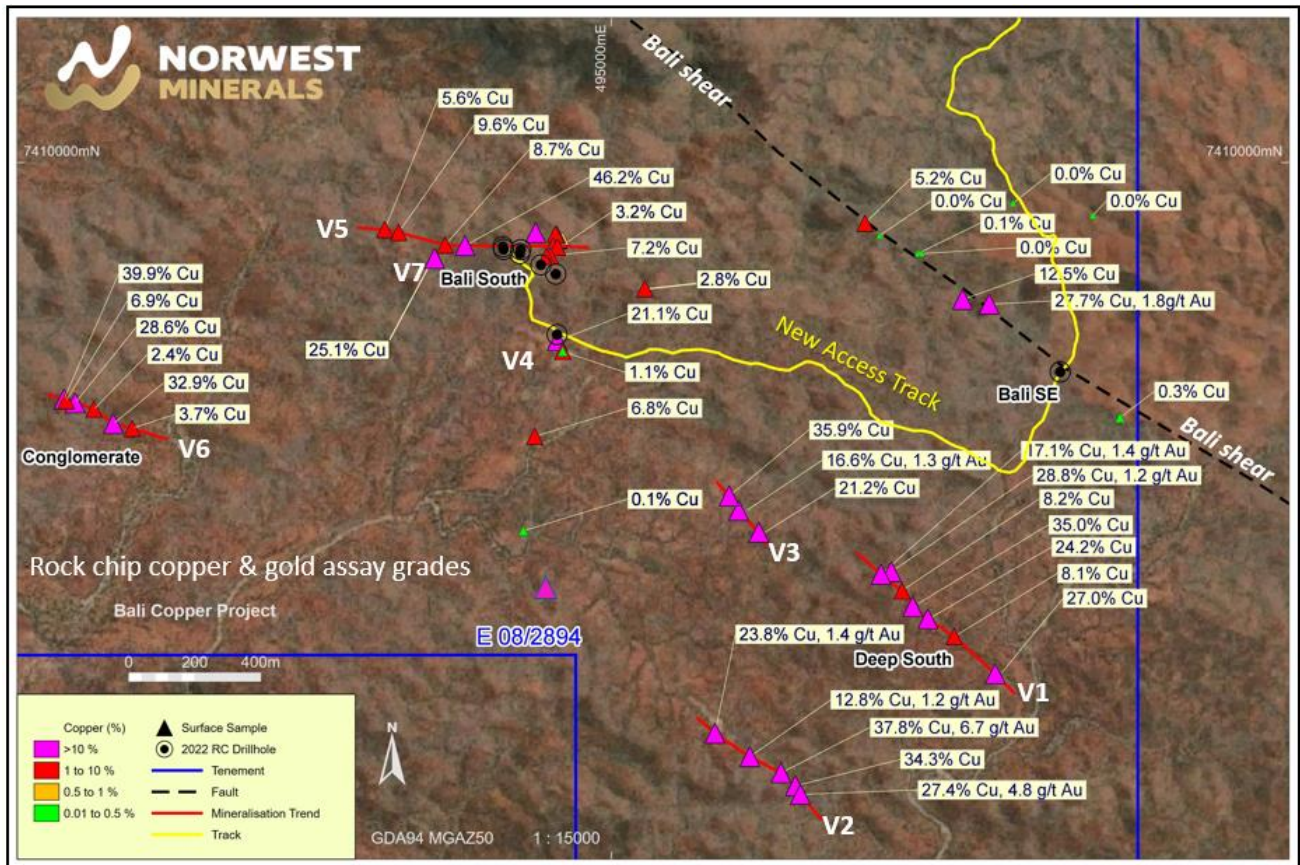 NORWEST
MINERALS
495000mE
Bali shear
7410000mN
7410000mN
5.6% Cu
9.6% Cu
8.7% Cu
46.2% Cu
3.2% Cu
7.2% Cu
2.8% Cu
21.1% Cu
1.1% Cu
6.8% Cu
0.1% Cu
V5
V7
Bali South
25.1% Cu
V4
5.2% Cu
0.0% Cu
0.0% Cu
0.0% Cu
0.1% Cu
0.0% Cu
12.5% Cu
27.7% Cu, 1.8g/t Au
New Access Track
Bali SE
0.3% Cu
Bali shear
39.9% Cu
6.9% Cu
28.6% Cu
2.4% Cu
32.9% Cu
3.7% Cu
V6
Conglomerate
35.9% Cu
16.6% Cu, 1.3 g/t Au
21.2% Cu
V3
17.1% Cu, 1.4 g/t Au
28.8% Cu, 1.2 g/t Au
8.2% Cu
35.0% Cu
24.2% Cu
8.1% Cu
27.0% Cu
Deep South
V1
23.8% Cu, 1.4 g/t Au
12.8% Cu, 1.2 g/t Au
37.8% Cu, 6.7 g/t Au
34.3% Cu
27.4% Cu, 4.8 g/t Au
V2
Rock chip copper & gold assay grades
Bali Copper Project
E 08/2894
0 200 400m
Copper (%)
>10 %
1 to 10 %
0.5 to 1 %
0.01 to 0.5 %
Surface Sample
2022 RC Drillhole
Tenement
Fault
Mineralisation Trend
Track
N
GDA94 MGAZ50 1 : 15000